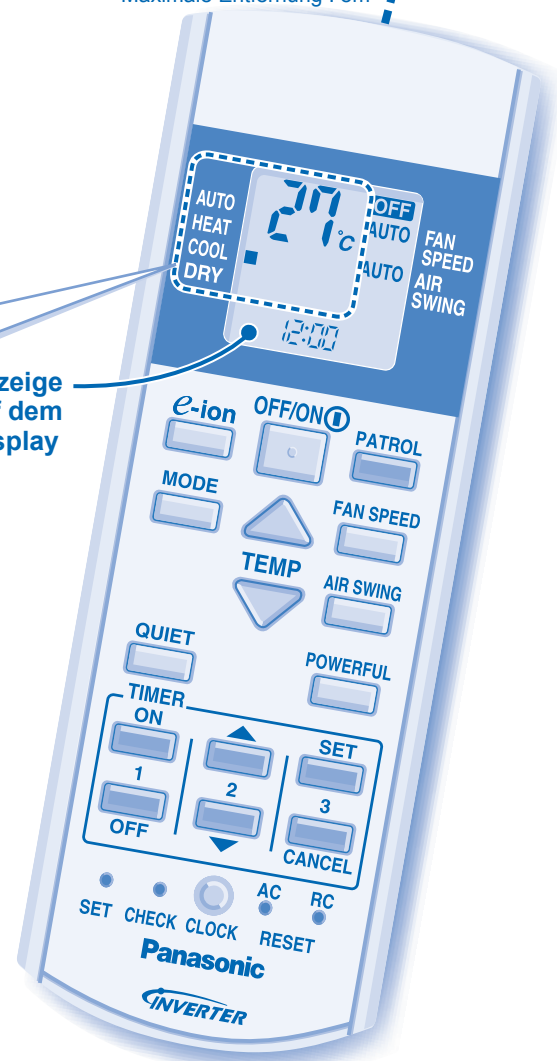 Maximale Entfernung
27 °C
AUTO
HEAT
COOL
DRY
OFF
AUTO
AUTO
FAN
SPEED
AIR
SWING
12:00
zeige
f dem
splay
e-ion
OFF/ON
PATROL
MODE
FAN SPEED
TEMP
AIR SWING
QUIET
POWERFUL
TIMER
ON
SET
1
2
3
OFF
CANCEL
SET
CHECK
CLOCK
AC
RC
RESET
Panasonic
INVERTER